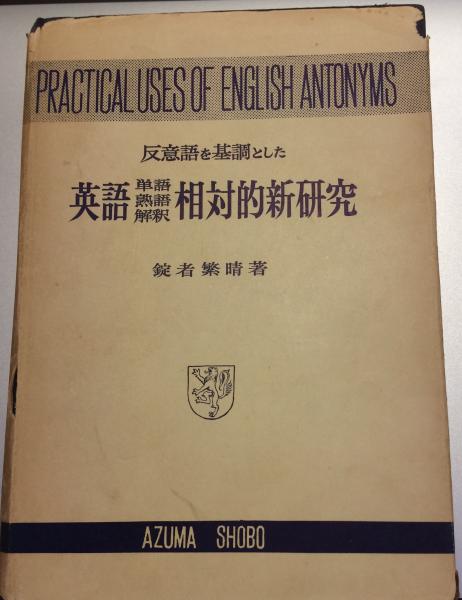 PRACTICAL USES OF ENGLISH ANTONYMS
反意語を基調とした
英語 単語 熟語 解釈 相対的新研究
錠者繁晴著
AZUMA SHOBO